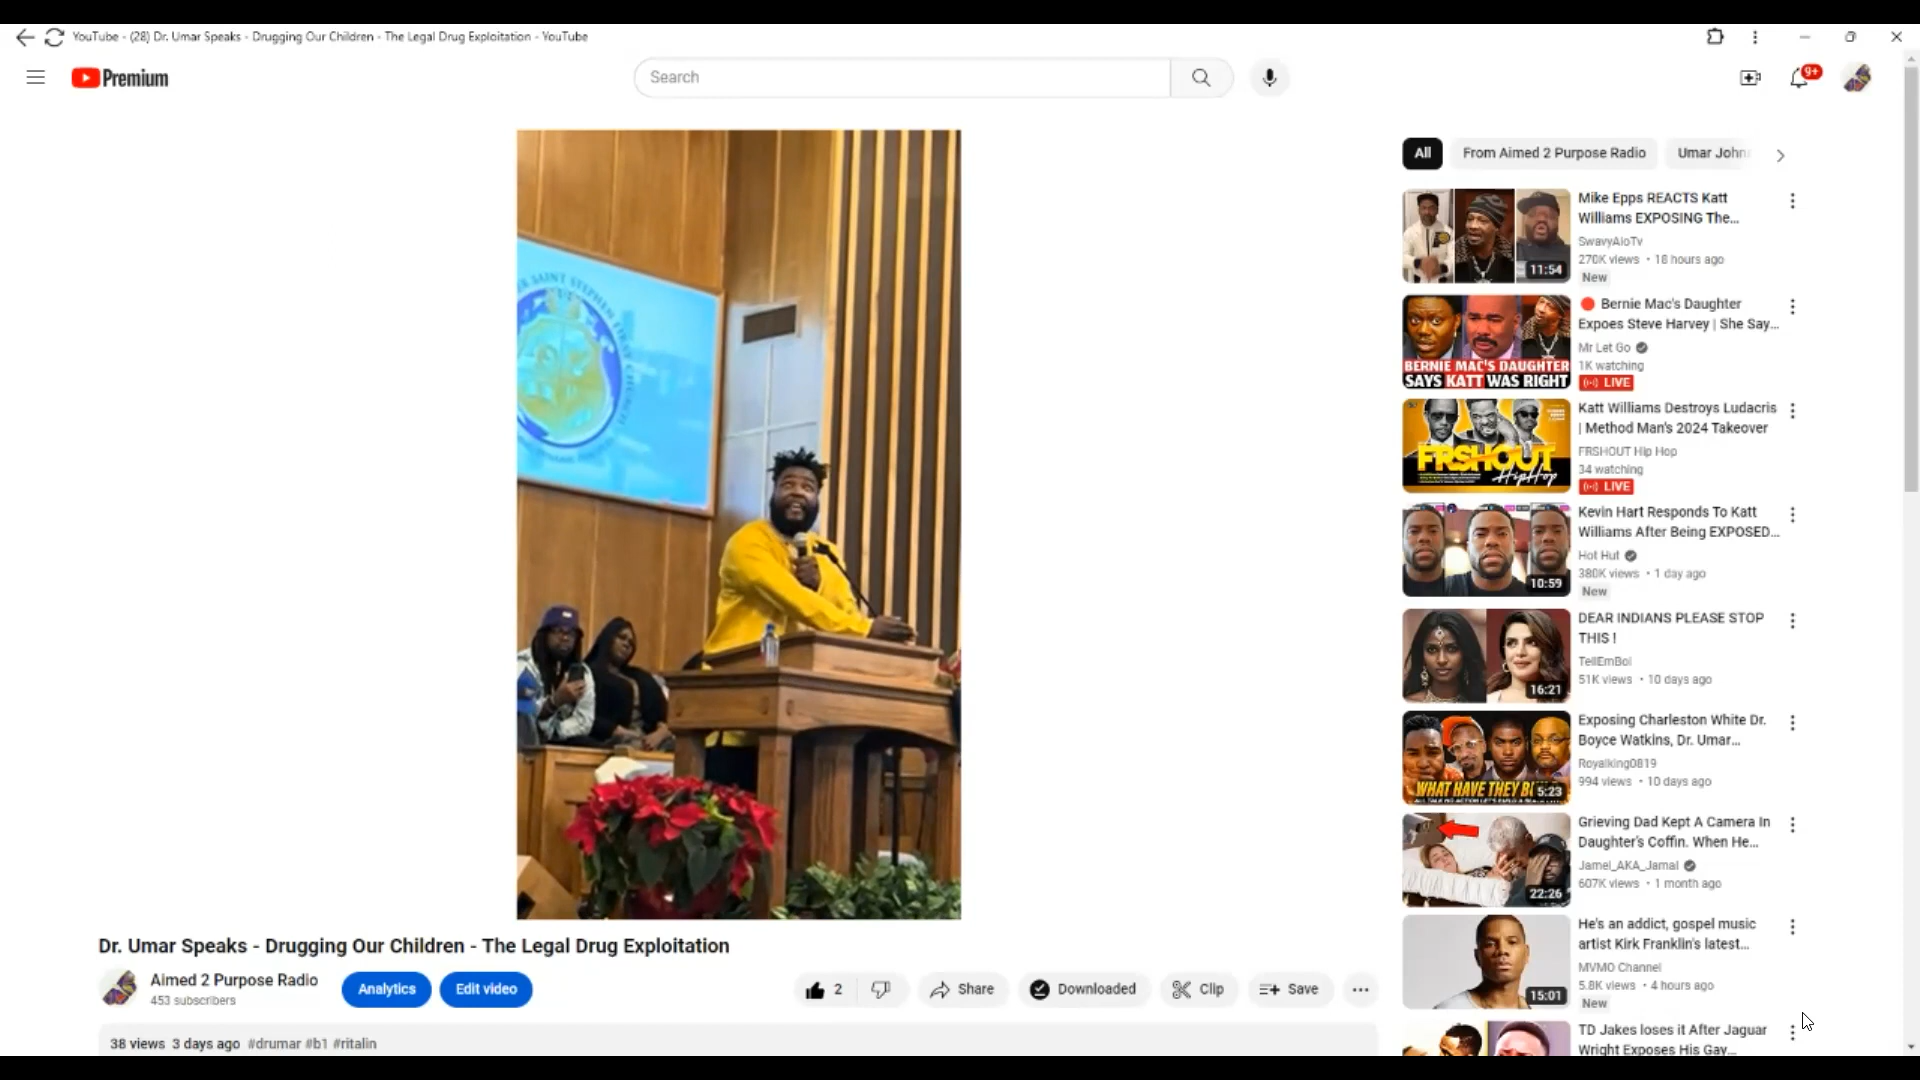 YouTube - (28) Dr. Umar Speaks - Drugging Our Children - The Legal Drug Exploitation - YouTube
Premium
Search
9+
SAINT STEPHEN FIRST CHURCH
All
From Aimed 2 Purpose Radio
Umar John
Mike Epps REACTS Katt
Williams EXPOSING The...
SwavyAloTv
270K views • 18 hours ago
New
11:54
Bernie Mac's Daughter
Expoes Steve Harvey | She Say...
Mr Let Go
1K watching
LIVE
BERNIE MAC'S DAUGHTER
SAYS KATT WAS RIGHT
Katt Williams Destroys Ludacris
| Method Man's 2024 Takeover
FRSHOUT Hip Hop
34 watching
LIVE
FRSHOUT
HipHop
Kevin Hart Responds To Katt
Williams After Being EXPOSED...
Hot Hut
380K views • 1 day ago
New
10:59
DEAR INDIANS PLEASE STOP
THIS !
TellEmBoi
51K views • 10 days ago
16:21
Exposing Charleston White Dr.
Boyce Watkins, Dr. Umar...
Royalking0819
994 views • 10 days ago
WHAT HAVE THEY
5:23
Grieving Dad Kept A Camera In
Daughter's Coffin. When He...
Jamel_AKA_Jamal
607K views • 1 month ago
22:26
He's an addict, gospel music
artist Kirk Franklin's latest...
MVMO Channel
5.8K views • 4 hours ago
New
15:01
TD Jakes loses it After Jaguar
Wright Exposes His Gay...
Dr. Umar Speaks - Drugging Our Children - The Legal Drug Exploitation
Aimed 2 Purpose Radio
453 subscribers
Analytics
Edit video
2
Share
Downloaded
Clip
Save
38 views 3 days ago #drumar #b1 #ritalin